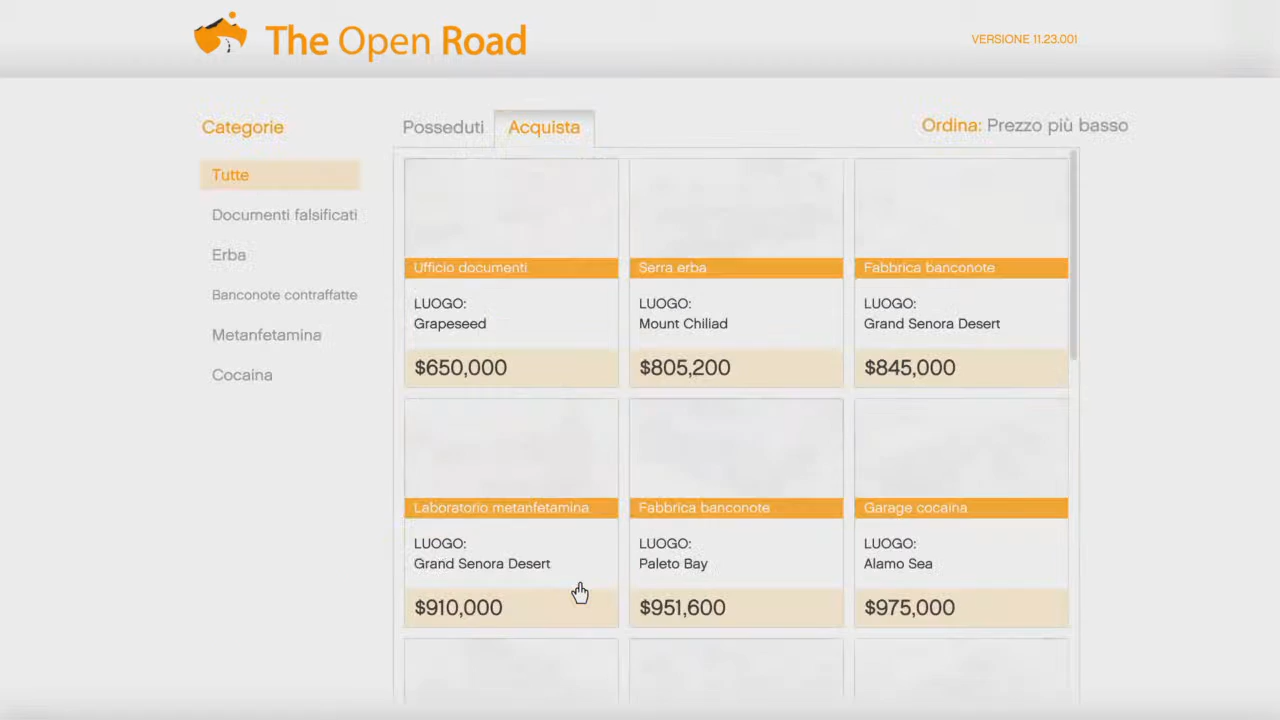 The Open Road
VERSIONE 11.23.001
Categorie
Tutte
Documenti falsificati
Erba
Banconote contraffatte
Metanfetamina
Cocaina
Posseduti
Acquista
Ordina: Prezzo più basso
Ufficio documenti
LUOGO:
Grapeseed
$650,000
Serra erba
LUOGO:
Mount Chiliad
$805,200
Fabbrica banconote
LUOGO:
Grand Senora Desert
$845,000
Laboratorio metanfetamina
LUOGO:
Grand Senora Desert
$910,000
Fabbrica banconote
LUOGO:
Paleto Bay
$951,600
Garage cocaina
LUOGO:
Alamo Sea
$975,000